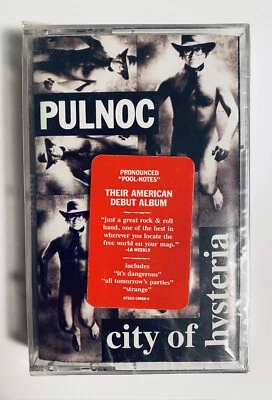 PULNOC
PRONOUNCED
"POOL-NOTES"
THEIR AMERICAN
DEBUT ALBUM
"just a great rock & roll
band, one of the best in
wherever you locate the
free world on your map."
—LA WEEKLY
includes
"it's dangerous"
"all tomorrow's parties"
"strange"
city of
hysteria